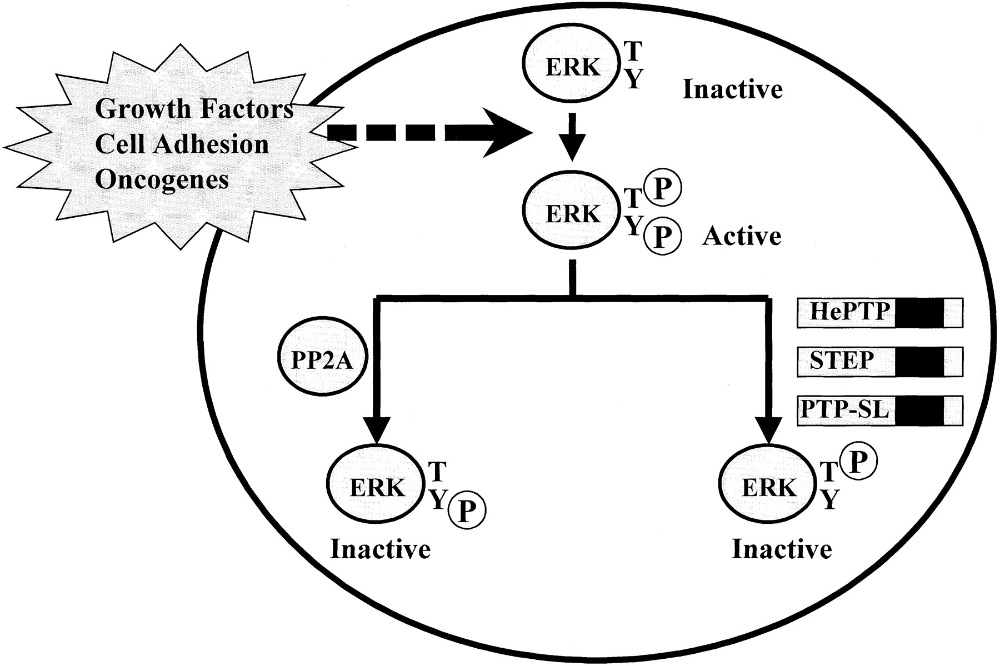 Growth Factors
Cell Adhesion
Oncogenes
ERK
T
Y
Inactive
ERK
T P
Y P
Active
PP2A
HePTP
STEP
PTP-SL
ERK
T
Y P
Inactive
ERK
T P
Y
Inactive